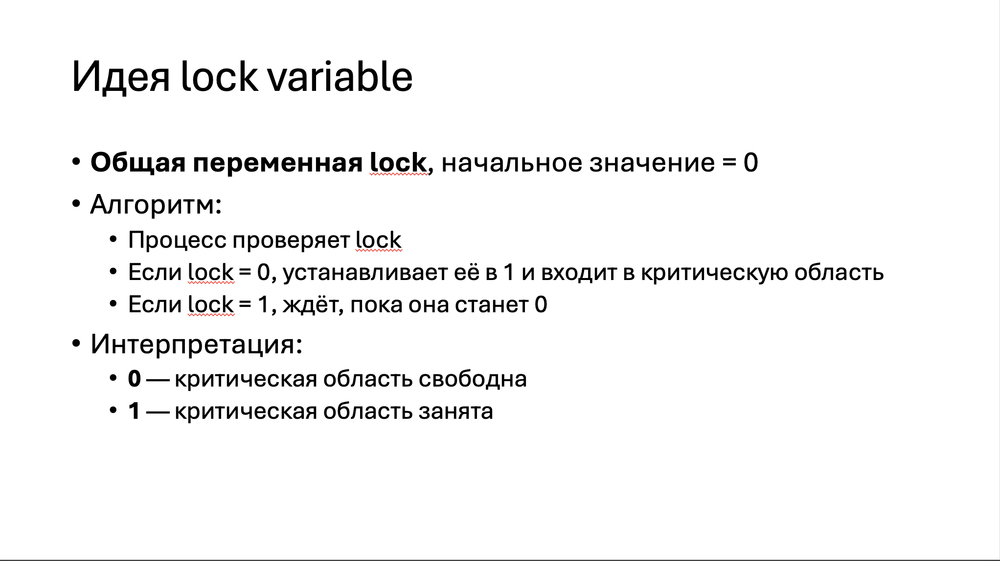 Идея lock variable
• Общая переменная lock, начальное значение = 0
• Алгоритм:
• Процесс проверяет lock
• Если lock = 0, устанавливает её в 1 и входит в критическую область
• Если lock = 1, ждёт, пока она станет 0
• Интерпретация:
• 0 — критическая область свободна
• 1 — критическая область занята